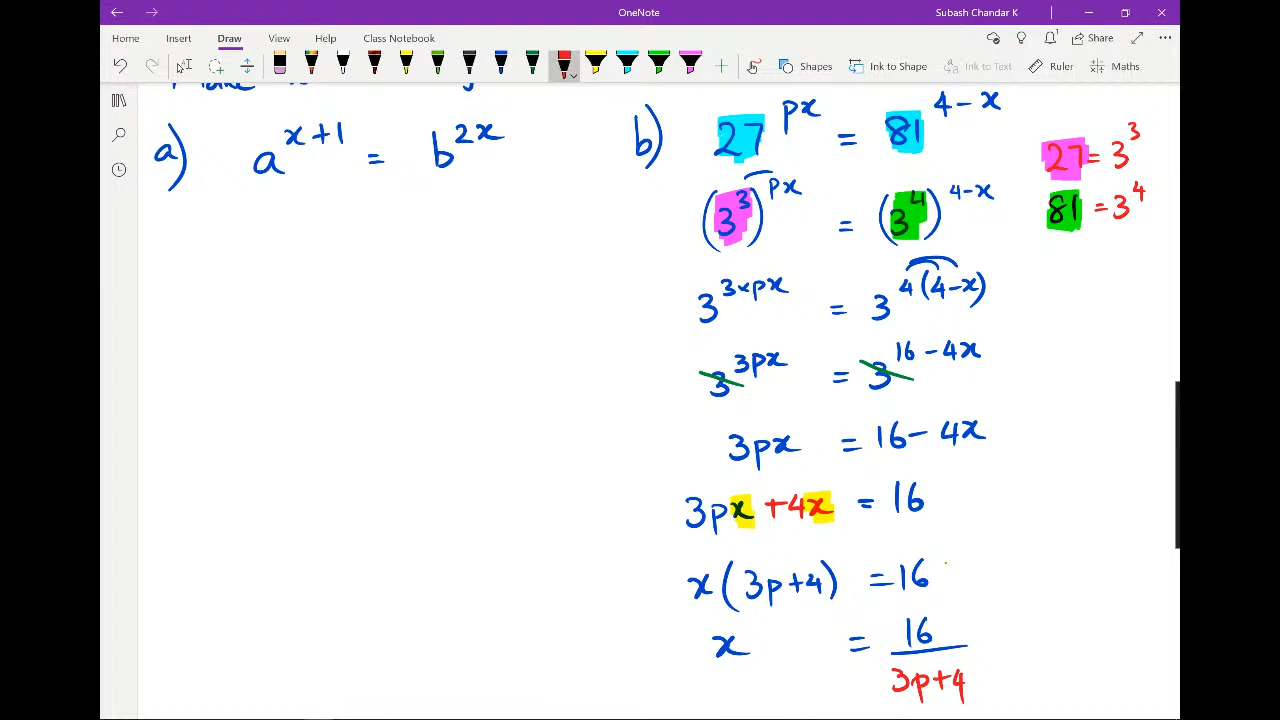 OneNote
Subash Chandar K
Home Insert Draw View Help Class Notebook
Share
Shapes Ink to Shape Ink to Text Ruler Maths
a) a^{x+1} = b^{2x}
b) 27^{px} = 81^{4-x}
(3^3)^{px} = (3^4)^{4-x}
3^{3×px} = 3^{4(4-x)}
3^{3px} = 3^{16-4x}
3px = 16-4x
3px +4x = 16
x(3p+4) = 16
x = 16/(3p+4)
27 = 3^3
81 = 3^4